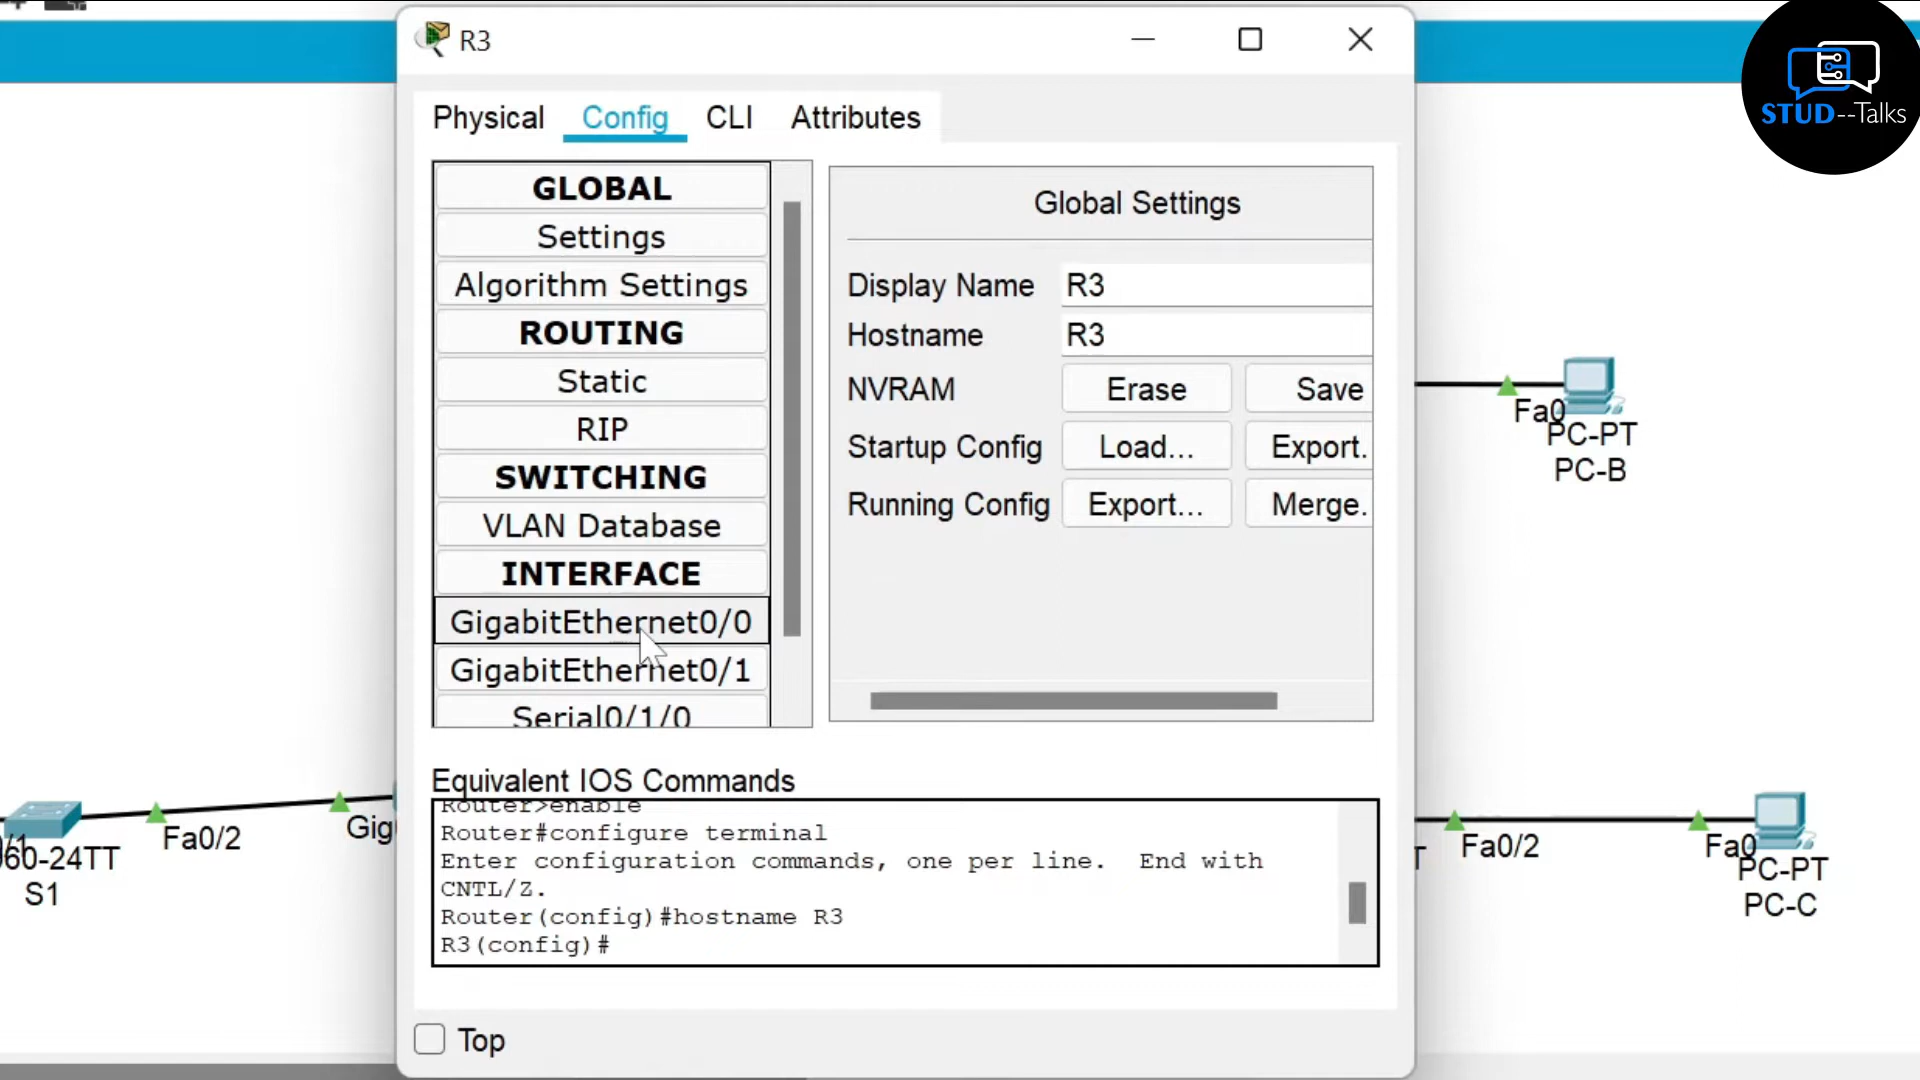 R3
STUD--Talks
Physical Config CLI Attributes
GLOBAL
Settings
Algorithm Settings
ROUTING
Static
RIP
SWITCHING
VLAN Database
INTERFACE
GigabitEthernet0/0
GigabitEthernet0/1
Serial0/1/0
Global Settings
Display Name R3
Hostname R3
NVRAM Erase Save
Startup Config Load... Export.
Running Config Export... Merge.
Equivalent IOS Commands
Router>enable
Router#configure terminal
Enter configuration commands, one per line. End with
CNTL/Z.
Router(config)#hostname R3
R3(config)#
Top
Fa0/2
Gig
60-24TT
S1
Fa0
PC-PT
PC-B
T
Fa0/2
Fa0
PC-PT
PC-C